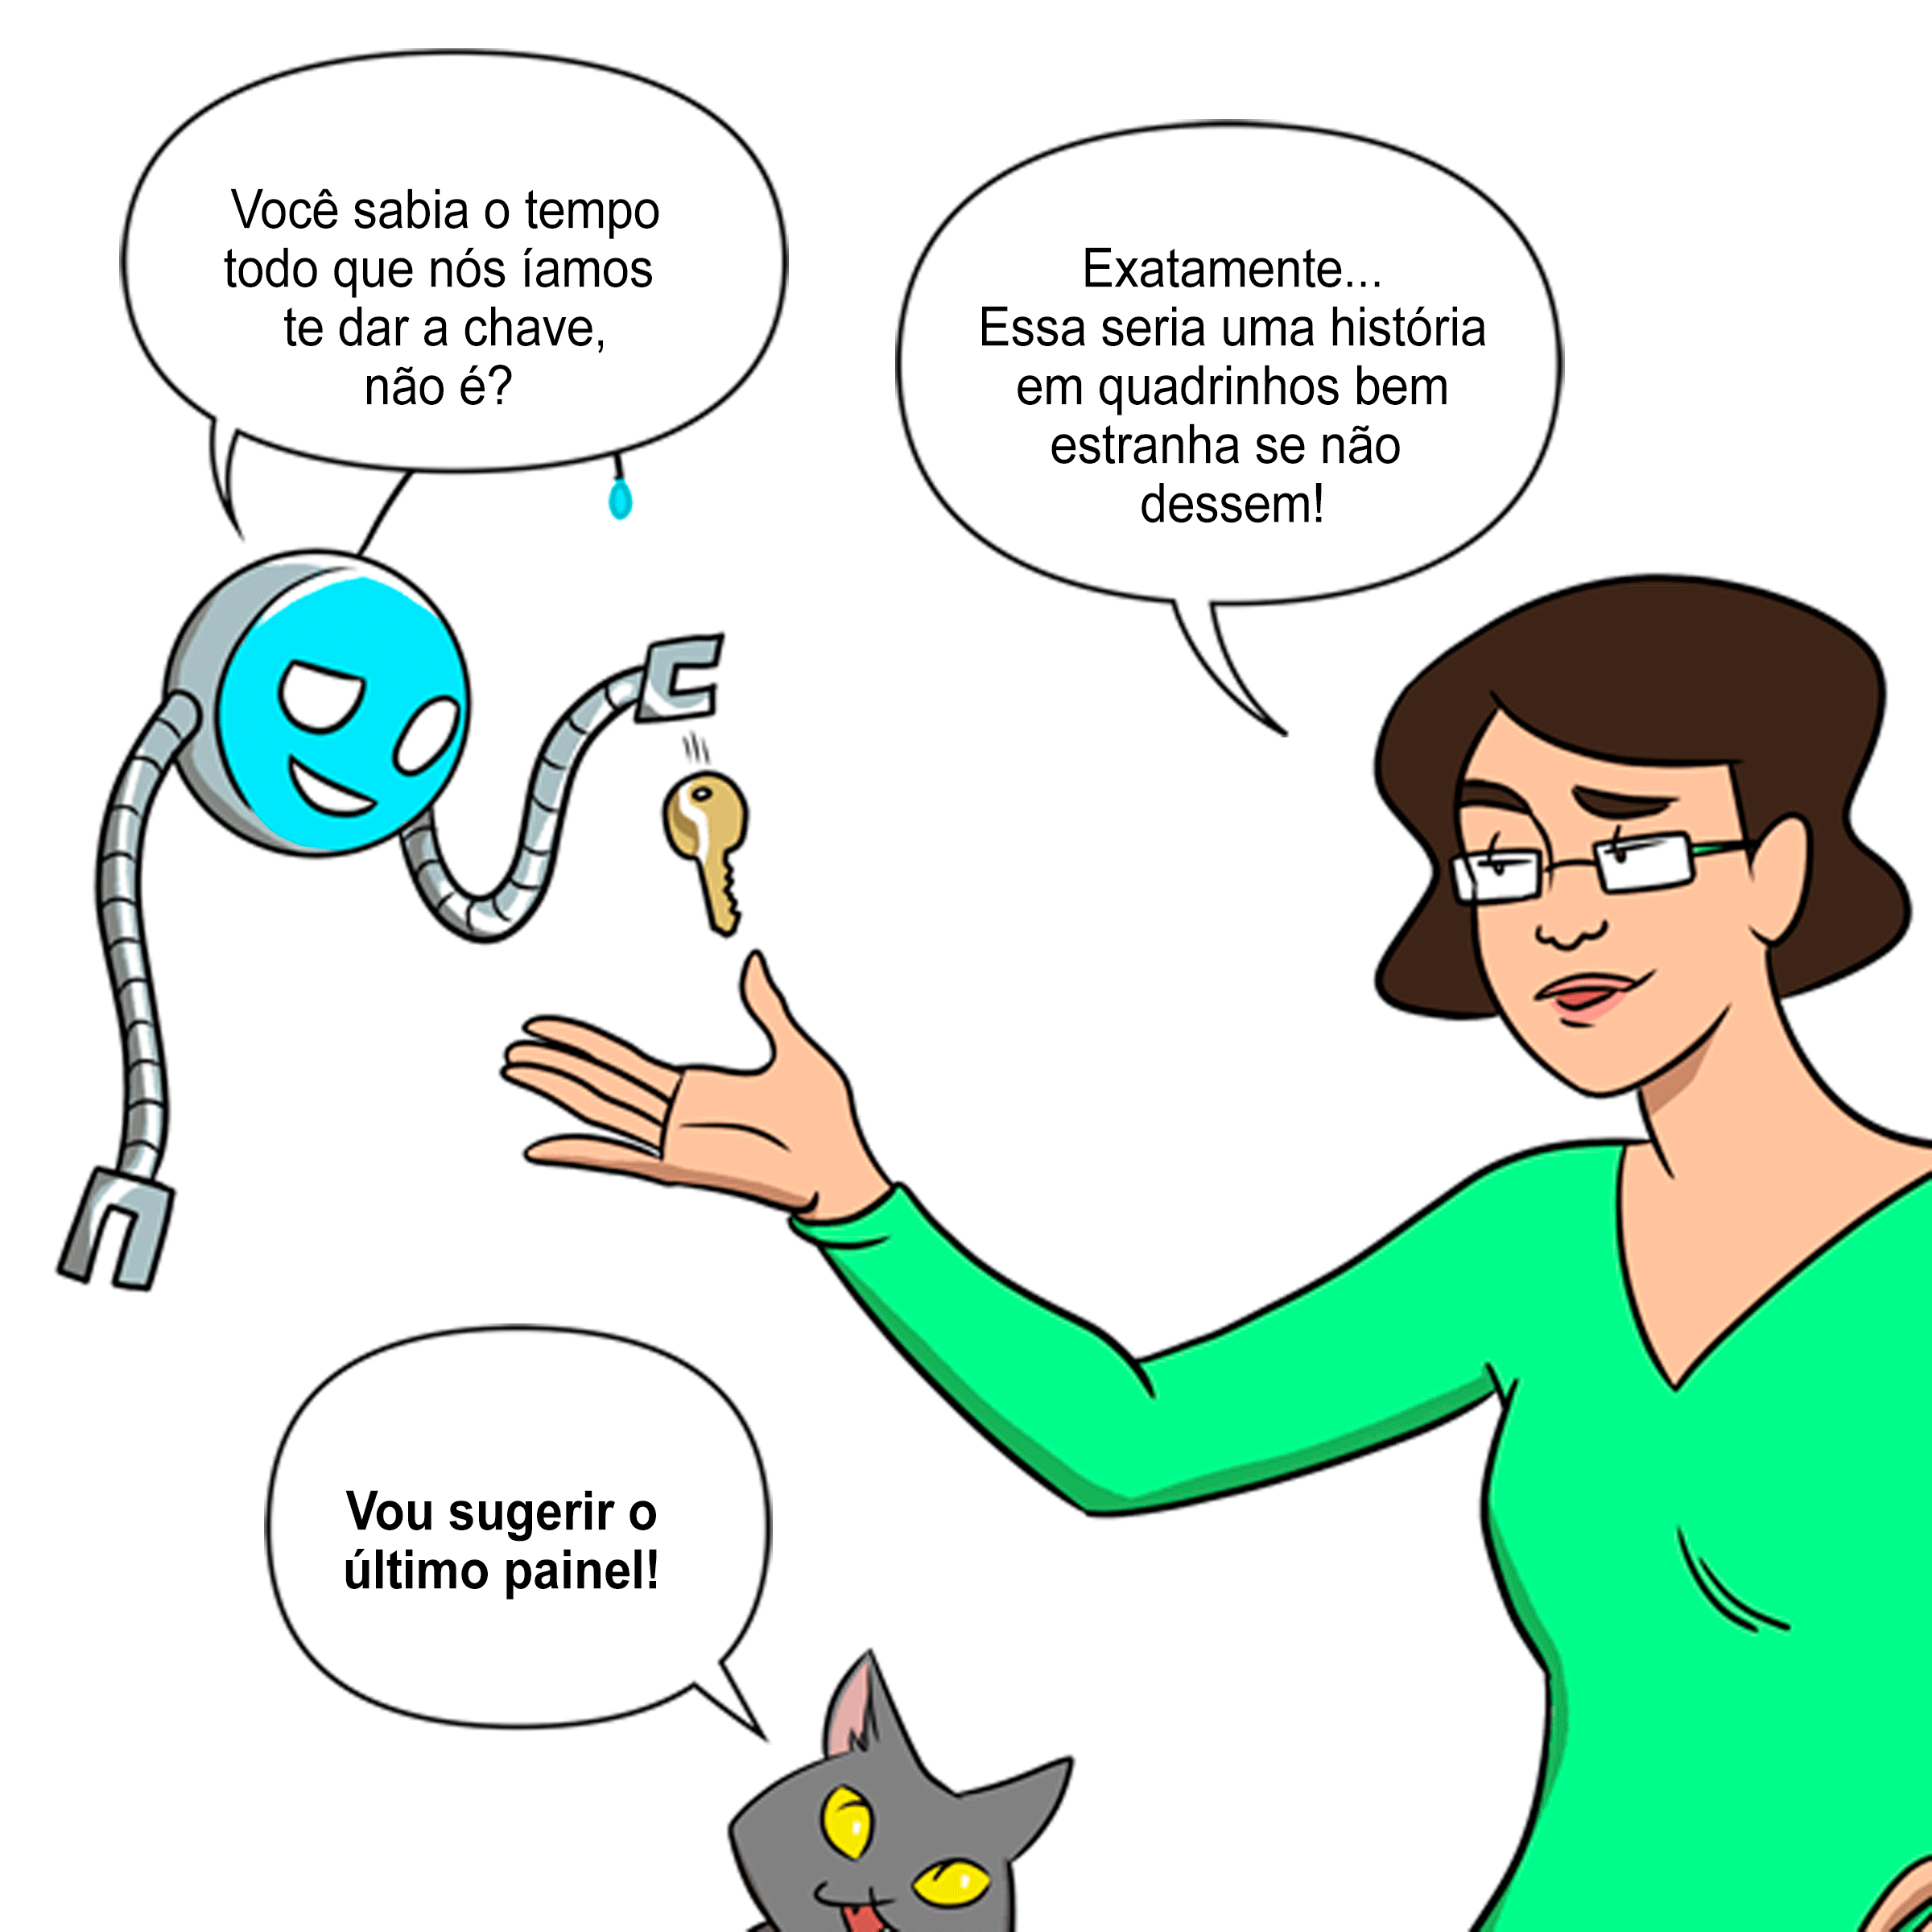 Você sabia o tempo
todo que nós íamos
te dar a chave,
não é?
Exatamente...
Essa seria uma história
em quadrinhos bem
estranha se não
dessem!
Vou sugerir o
último painel!